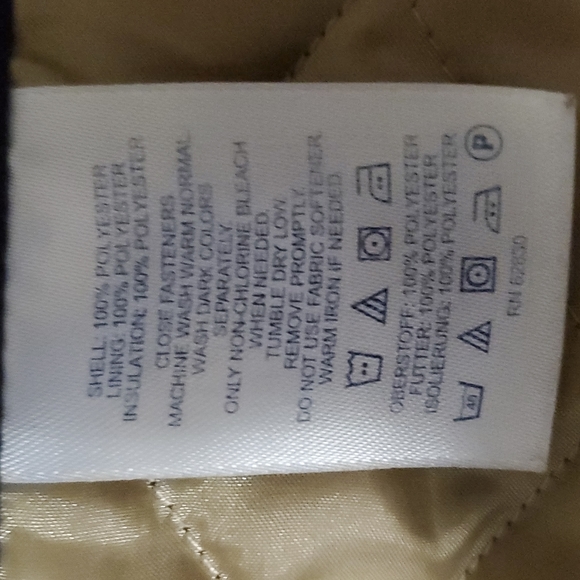 SHELL: 100% POLYESTER
LINING: 100% POLYESTER
INSULATION: 100% POLYESTER
CLOSE FASTENERS.
MACHINE WASH WARM NORMAL.
WASH DARK COLORS
SEPARATELY.
ONLY NON-CHLORINE BLEACH
WHEN NEEDED.
TUMBLE DRY LOW.
REMOVE PROMPTLY.
DO NOT USE FABRIC SOFTENER.
WARM IRON IF NEEDED.
OBERSTOFF: 100% POLYESTER
FUTTER: 100% POLYESTER
ISOLIERUNG: 100% POLYESTER
40 P
RN 62830